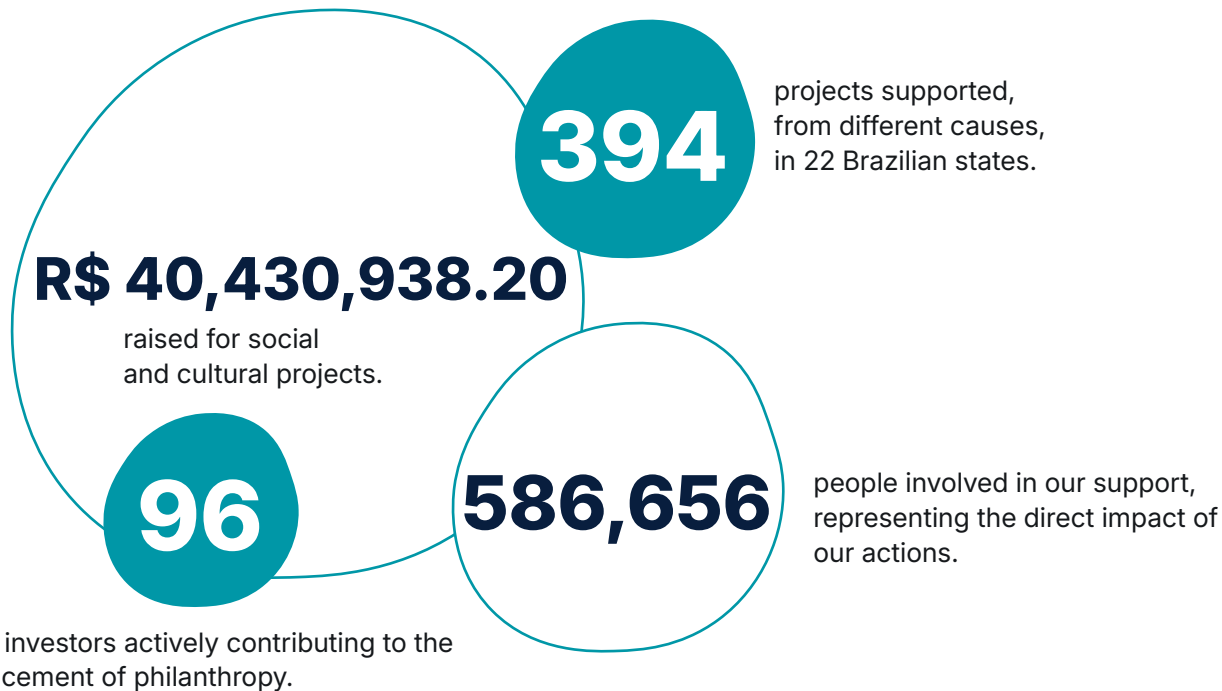 394
projects supported,
from different causes,
in 22 Brazilian states.
R$ 40,430,938.20
raised for social
and cultural projects.
586,656
people involved in our support,
representing the direct impact of
our actions.
96
investors actively contributing to the
cement of philanthropy.